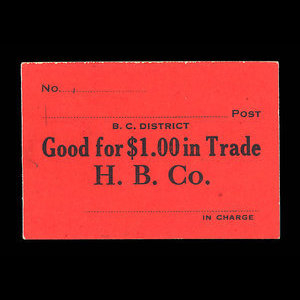 No.
Post
B. C. DISTRICT
Good for $1.00 in Trade
H. B. Co.
IN CHARGE